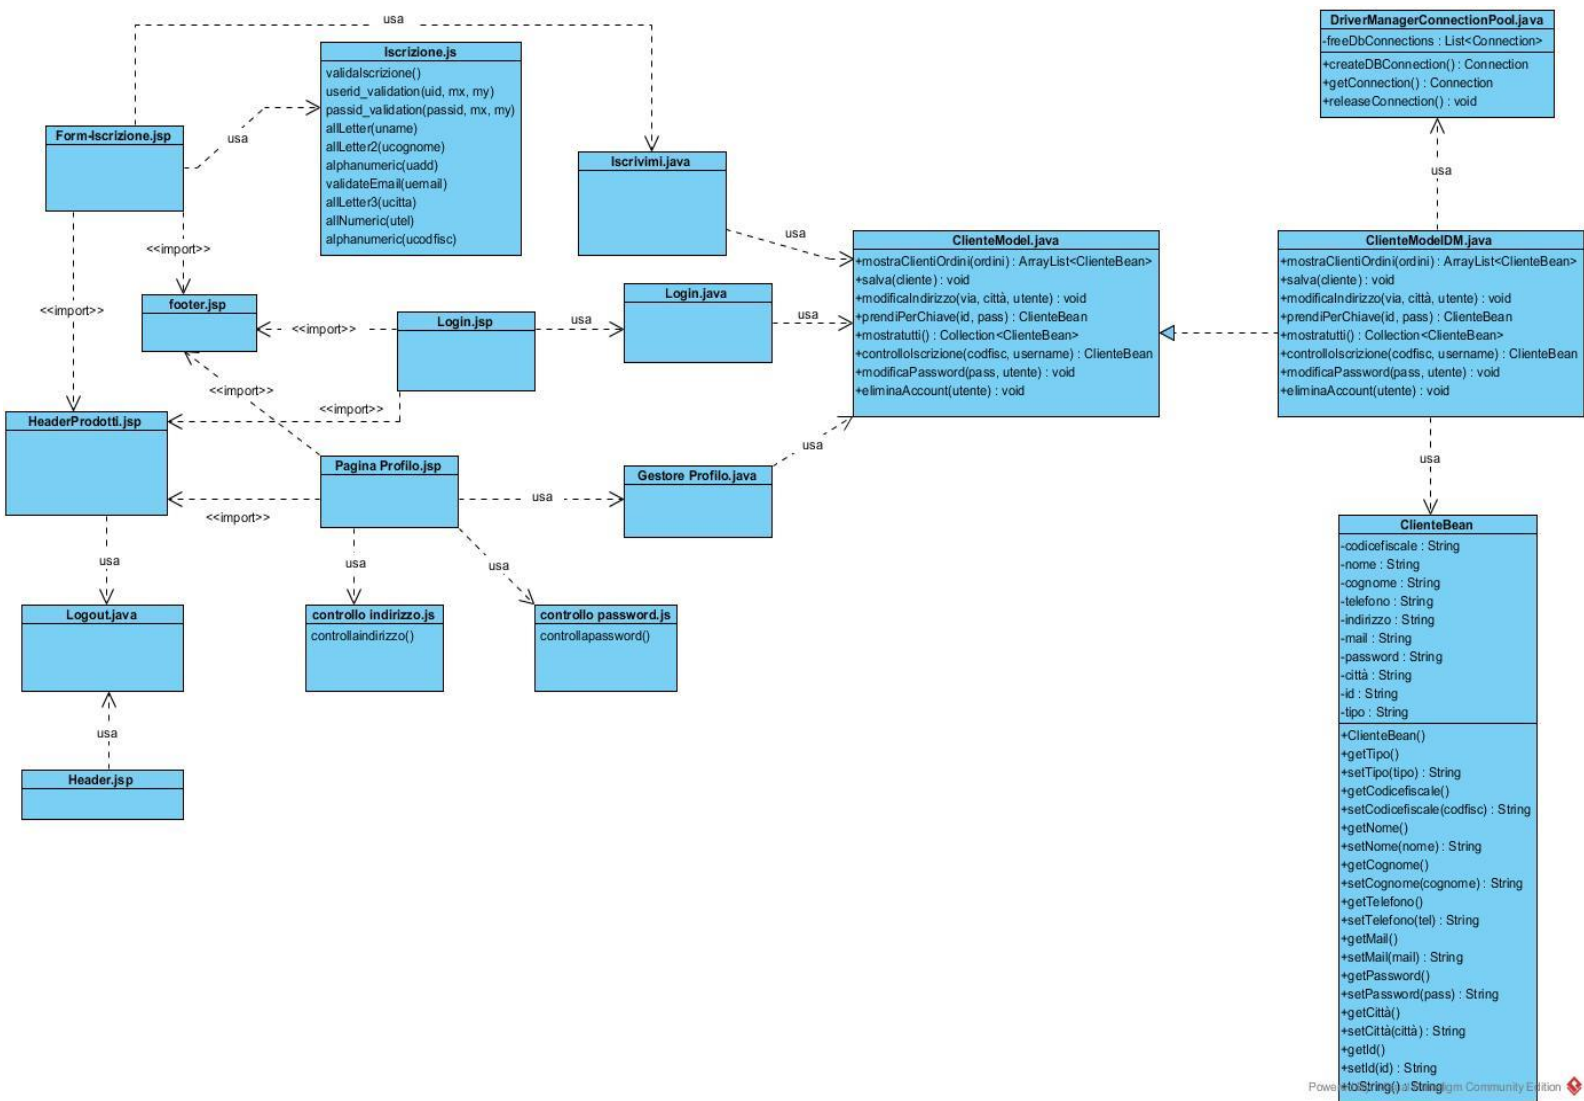 usa
DriverManagerConnectionPool.java
-freeDbConnections : List<Connection>
+createDBConnection() : Connection
+getConnection() : Connection
+releaseConnection() : void
Iscrizione.js
validaIscrizione()
userid_validation(uid, mx, my)
passid_validation(passid, mx, my)
allLetter(uname)
allLetter2(ucognome)
alphanumeric(uadd)
validateEmail(uemail)
allLetter3(ucitta)
allNumeric(utel)
alphanumeric(ucodfisc)
Form-Iscrizione.jsp
usa
Iscrivimi.java
usa
usa
<<import>>
<<import>>
ClienteModel.java
+mostraClientiOrdini(ordini) : ArrayList<ClienteBean>
+salva(cliente) : void
+modificaIndirizzo(via, città, utente) : void
+prendiPerChiave(id, pass) : ClienteBean
+mostratutti() : Collection<ClienteBean>
+controlloIscrizione(codfisc, username) : ClienteBean
+modificaPassword(pass, utente) : void
+eliminaAccount(utente) : void
ClienteModelDM.java
+mostraClientiOrdini(ordini) : ArrayList<ClienteBean>
+salva(cliente) : void
+modificaIndirizzo(via, città, utente) : void
+prendiPerChiave(id, pass) : ClienteBean
+mostratutti() : Collection<ClienteBean>
+controlloIscrizione(codfisc, username) : ClienteBean
+modificaPassword(pass, utente) : void
+eliminaAccount(utente) : void
footer.jsp
<<import>>
Login.jsp
usa
Login.java
usa
<<import>>
<<import>>
HeaderProdotti.jsp
Pagina Profilo.jsp
<<import>>
usa
Gestore Profilo.java
usa
usa
usa
usa
usa
Logout.java
controllo indirizzo.js
controllaindirizzo()
controllo password.js
controllapassword()
usa
Header.jsp
ClienteBean
-codicefiscale : String
-nome : String
-cognome : String
-telefono : String
-indirizzo : String
-mail : String
-password : String
-città : String
-id : String
-tipo : String
+ClienteBean()
+getTipo()
+setTipo(tipo) : String
+getCodicefiscale()
+setCodicefiscale(codfisc) : String
+getNome()
+setNome(nome) : String
+getCognome()
+setCognome(cognome) : String
+getTelefono()
+setTelefono(tel) : String
+getMail()
+setMail(mail) : String
+getPassword()
+setPassword(pass) : String
+getCittà()
+setCittà(città) : String
+getId()
+setId(id) : String
+toString() : String
Community Edition